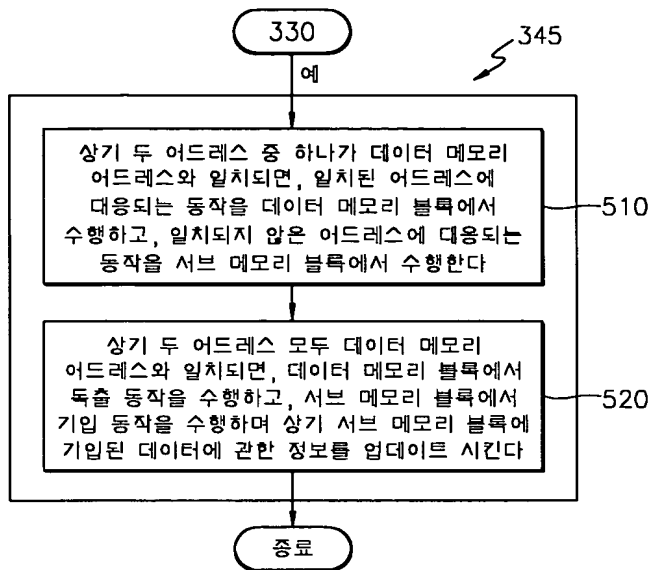 330
345
예
상기 두 어드레스 중 하나가 데이터 메모리
어드레스와 일치되면, 일치된 어드레스에
대응되는 동작을 데이터 메모리 블록에서
수행하고, 일치되지 않은 어드레스에 대응되는
동작을 서브 메모리 블록에서 수행한다
510
상기 두 어드레스 모두 데이터 메모리
어드레스와 일치되면, 데이터 메모리 블록에서
독출 동작을 수행하고, 서브 메모리 블록에서
기입 동작을 수행하며 상기 서브 메모리 블록에
기입된 데이터에 관한 정보를 업데이트 시킨다
520
종료